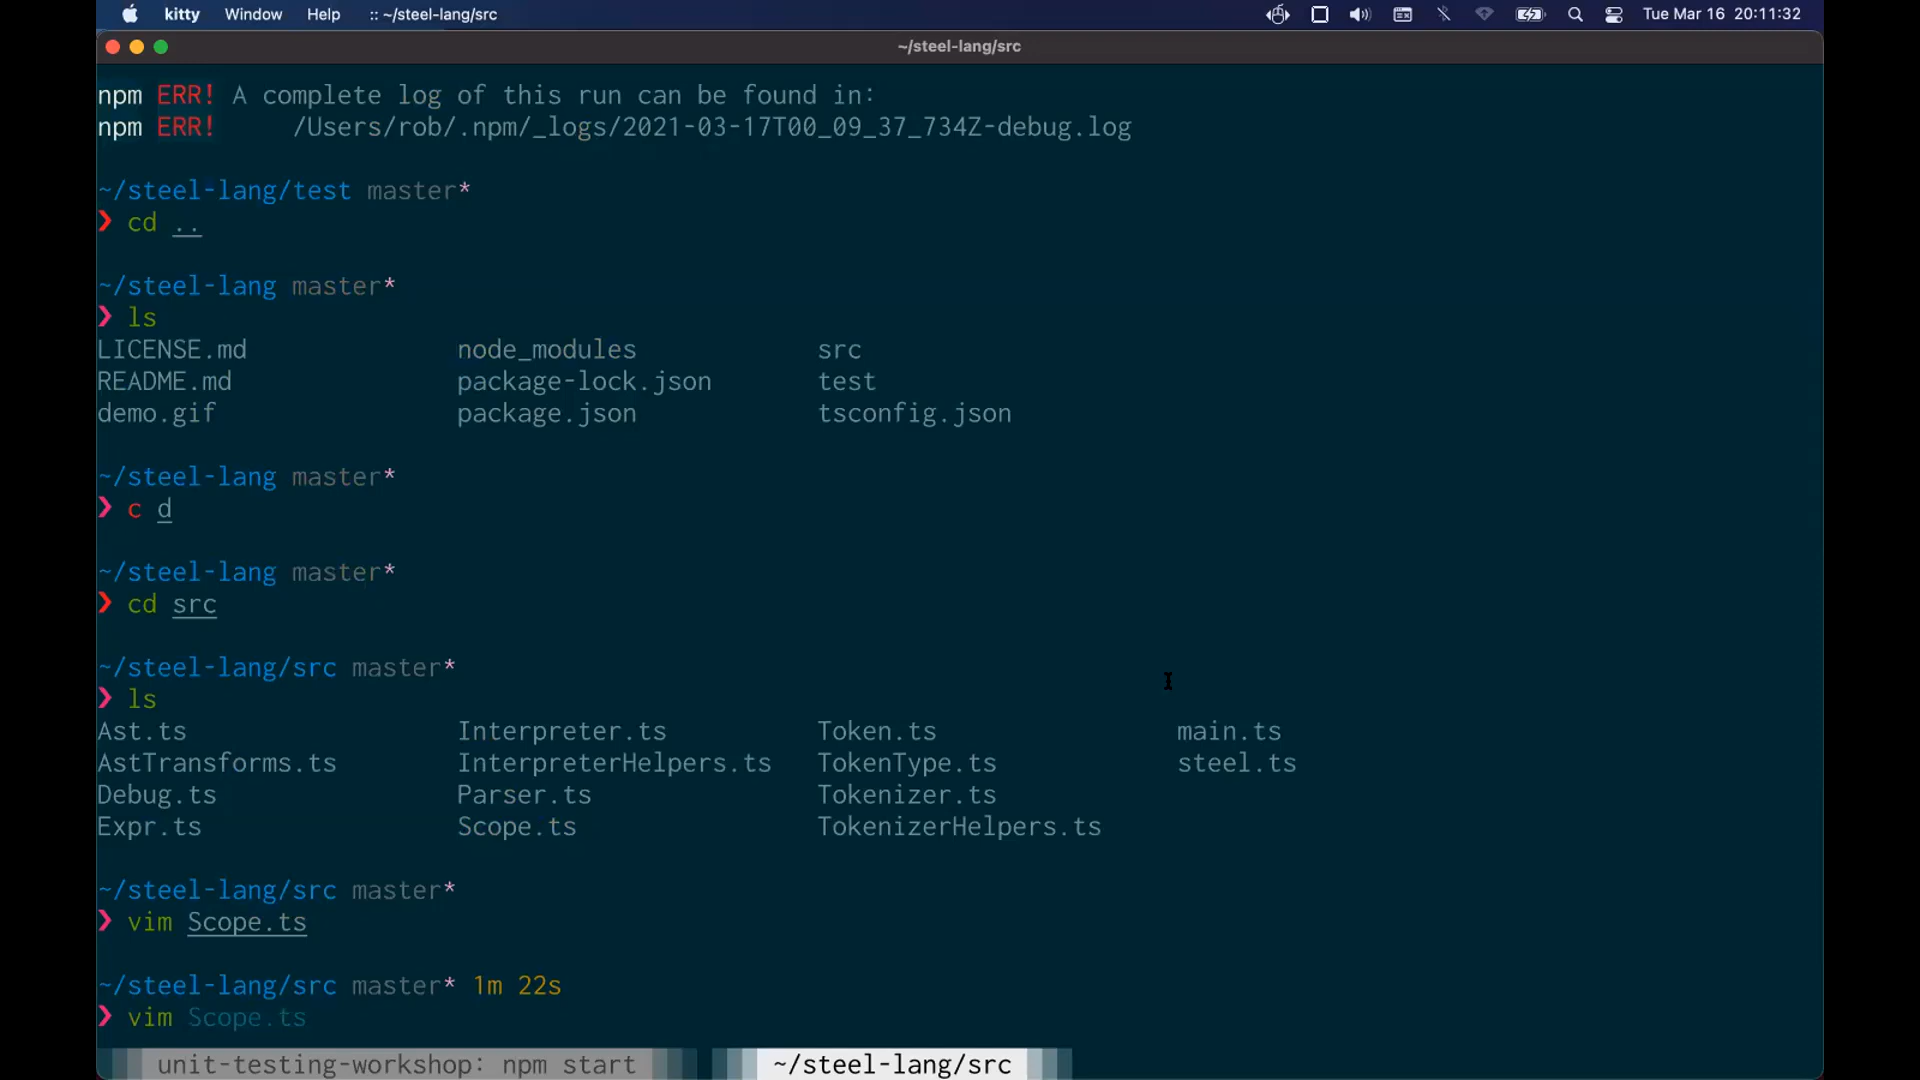 kitty Window Help :: ~/steel-lang/src Tue Mar 16 20:11:32
~/steel-lang/src
npm ERR! A complete log of this run can be found in:
npm ERR!     /Users/rob/.npm/_logs/2021-03-17T00_09_37_734Z-debug.log
~/steel-lang/test master*
❯ cd ..
~/steel-lang master*
❯ ls
LICENSE.md node_modules src
README.md package-lock.json test
demo.gif package.json tsconfig.json
~/steel-lang master*
❯ c d
~/steel-lang master*
❯ cd src
~/steel-lang/src master*
❯ ls
Ast.ts Interpreter.ts Token.ts main.ts
AstTransforms.ts InterpreterHelpers.ts TokenType.ts steel.ts
Debug.ts Parser.ts Tokenizer.ts
Expr.ts Scope.ts TokenizerHelpers.ts
~/steel-lang/src master*
❯ vim Scope.ts
~/steel-lang/src master* 1m 22s
❯ vim Scope.ts
unit-testing-workshop: npm start ~/steel-lang/src